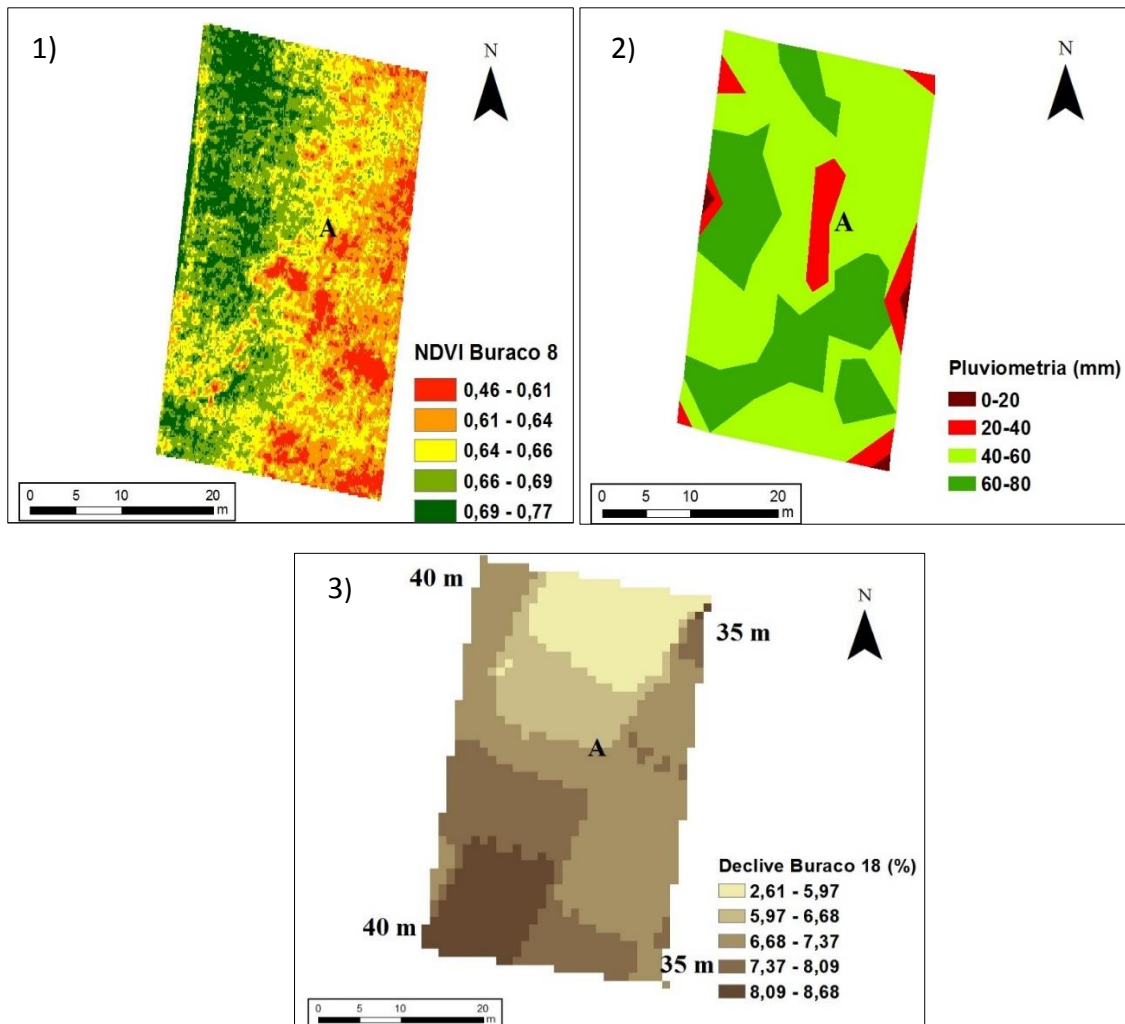 1)
N
A
NDVI Buraco 8
0,46 - 0,61
0,61 - 0,64
0,64 - 0,66
0,66 - 0,69
0,69 - 0,77
0 5 10 20
m
2)
N
A
Pluviometria (mm)
0-20
20-40
40-60
60-80
0 5 10 20
m
3)
40 m
N
35 m
A
Declive Buraco 18 (%)
2,61 - 5,97
5,97 - 6,68
6,68 - 7,37
7,37 - 8,09
8,09 - 8,68
40 m
35 m
0 5 10 20
m